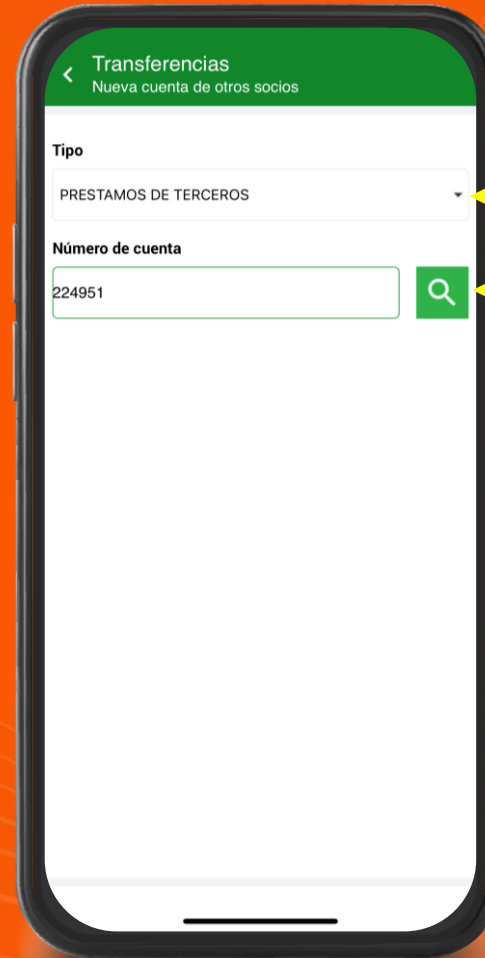 Transferencias
Nueva cuenta de otros socios
Tipo
PRESTAMOS DE TERCEROS
Número de cuenta
224951